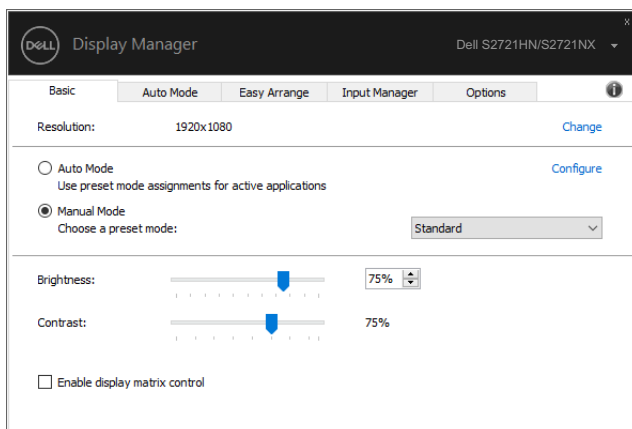 x
DELL Display Manager Dell S2721HN/S2721NX
Basic Auto Mode Easy Arrange Input Manager Options i
Resolution: 1920x1080 Change
Auto Mode Configure
Use preset mode assignments for active applications
Manual Mode
Choose a preset mode: Standard
Brightness: 75%
Contrast: 75%
Enable display matrix control